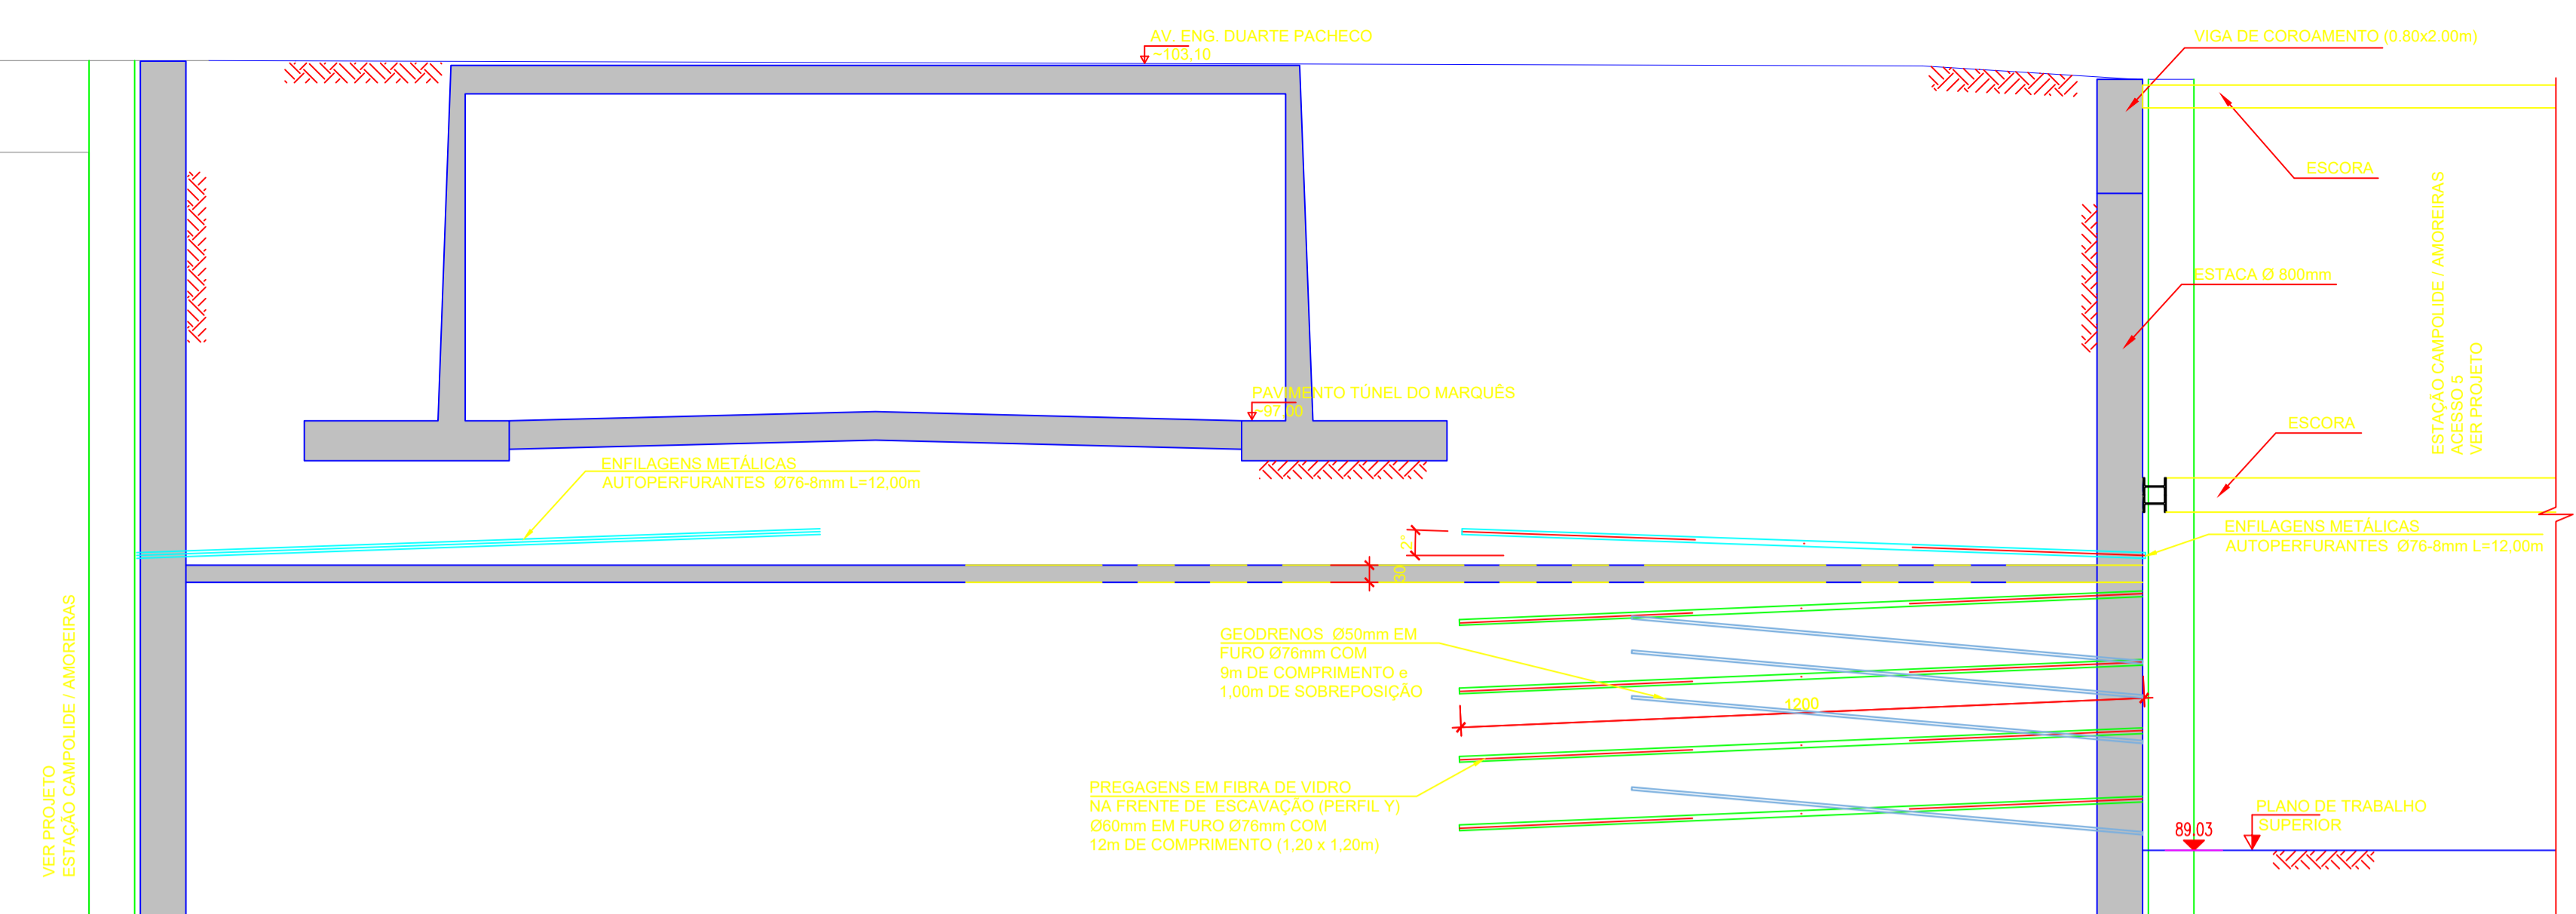 AV. ENG. DUARTE PACHECO
~103,10
VIGA DE COROAMENTO (0.80x2.00m)
ESCORA
ESTAÇÃO CAMPOLIDE / AMOREIRAS
ACESSO 5
VER PROJETO
ESTACA Ø 800mm
PAVIMENTO TÚNEL DO MARQUÊS
~97,00
ESCORA
ENFILAGENS METÁLICAS
AUTOPERFURANTES Ø76-8mm L=12,00m
2°
30
ENFILAGENS METÁLICAS
AUTOPERFURANTES Ø76-8mm L=12,00m
VER PROJETO
ESTAÇÃO CAMPOLIDE / AMOREIRAS
GEODRENOS Ø50mm EM
FURO Ø76mm COM
9m DE COMPRIMENTO e
1,00m DE SOBREPOSIÇÃO
1200
PREGAGENS EM FIBRA DE VIDRO
NA FRENTE DE ESCAVAÇÃO (PERFIL Y)
Ø60mm EM FURO Ø76mm COM
12m DE COMPRIMENTO (1,20 x 1,20m)
89.03
PLANO DE TRABALHO
SUPERIOR